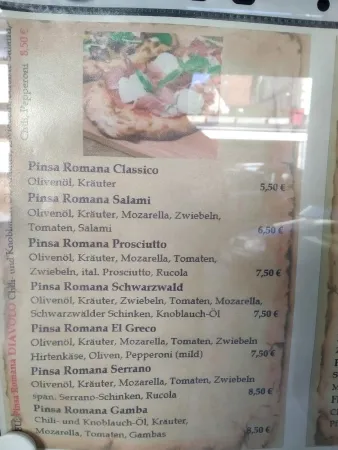 Pinsa Romana Classico
Olivenöl, Kräuter 5,50 €
Pinsa Romana Salami
Olivenöl, Kräuter, Mozarella, Zwiebeln,
Tomaten, Salami 6,50 €
Pinsa Romana Prosciutto
Olivenöl, Kräuter, Mozarella, Tomaten,
Zwiebeln, ital. Prosciutto, Rucola 7,50 €
Pinsa Romana Schwarzwald
Olivenöl, Kräuter, Zwiebeln, Tomaten, Mozarella,
Schwarzwälder Schinken, Knoblauch-Öl 7,50 €
Pinsa Romana El Greco
Olivenöl, Kräuter, Mozarella, Tomaten, Zwiebeln
Hirtenkäse, Oliven, Pepperoni (mild) 7,50 €
Pinsa Romana Serrano
Olivenöl, Kräuter, Mozarella, Tomaten, Zwiebeln
span. Serrano-Schinken, Rucola 8,50 €
Pinsa Romana Gamba
Chili- und Knoblauch-Öl, Kräuter,
Mozarella, Tomaten, Gambas 8,50 €
Pinsa Romana DIAVOLO Chili- und Knoblauch
Chili, Pepperoni 8,50 €